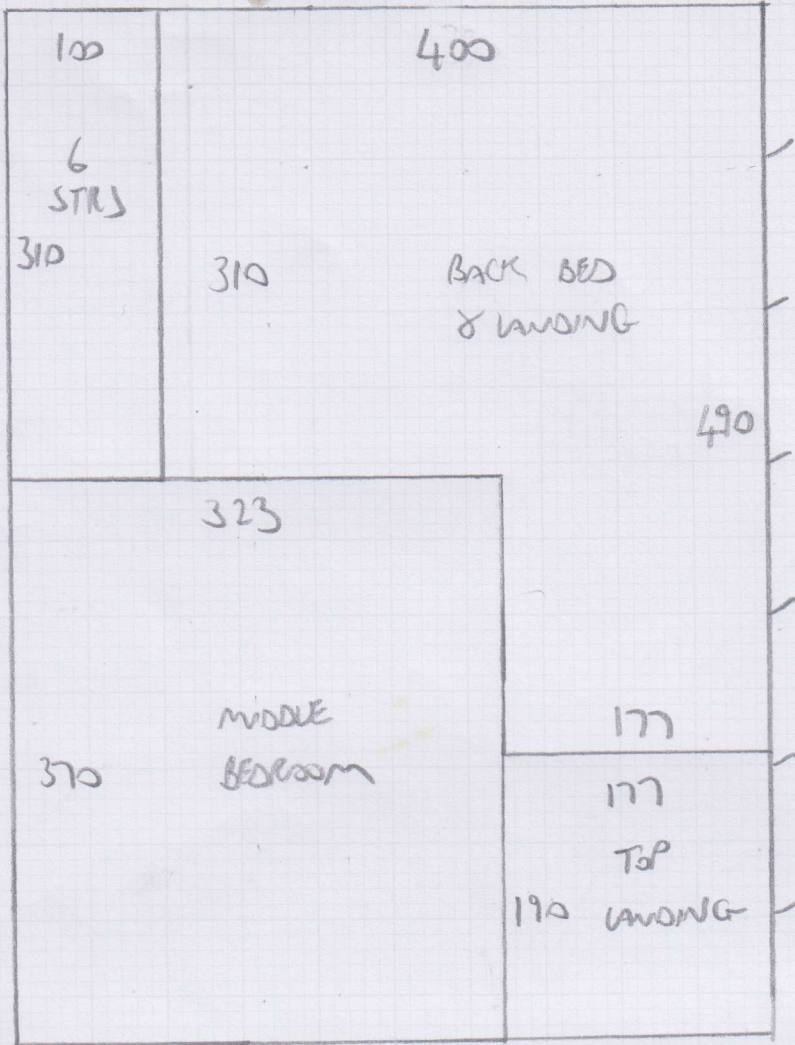 100
400
6
STRS
310
310
BACK BED
& LANDING
490
323
MIDDLE
BEDROOM
370
177
177
TOP
190 LANDING